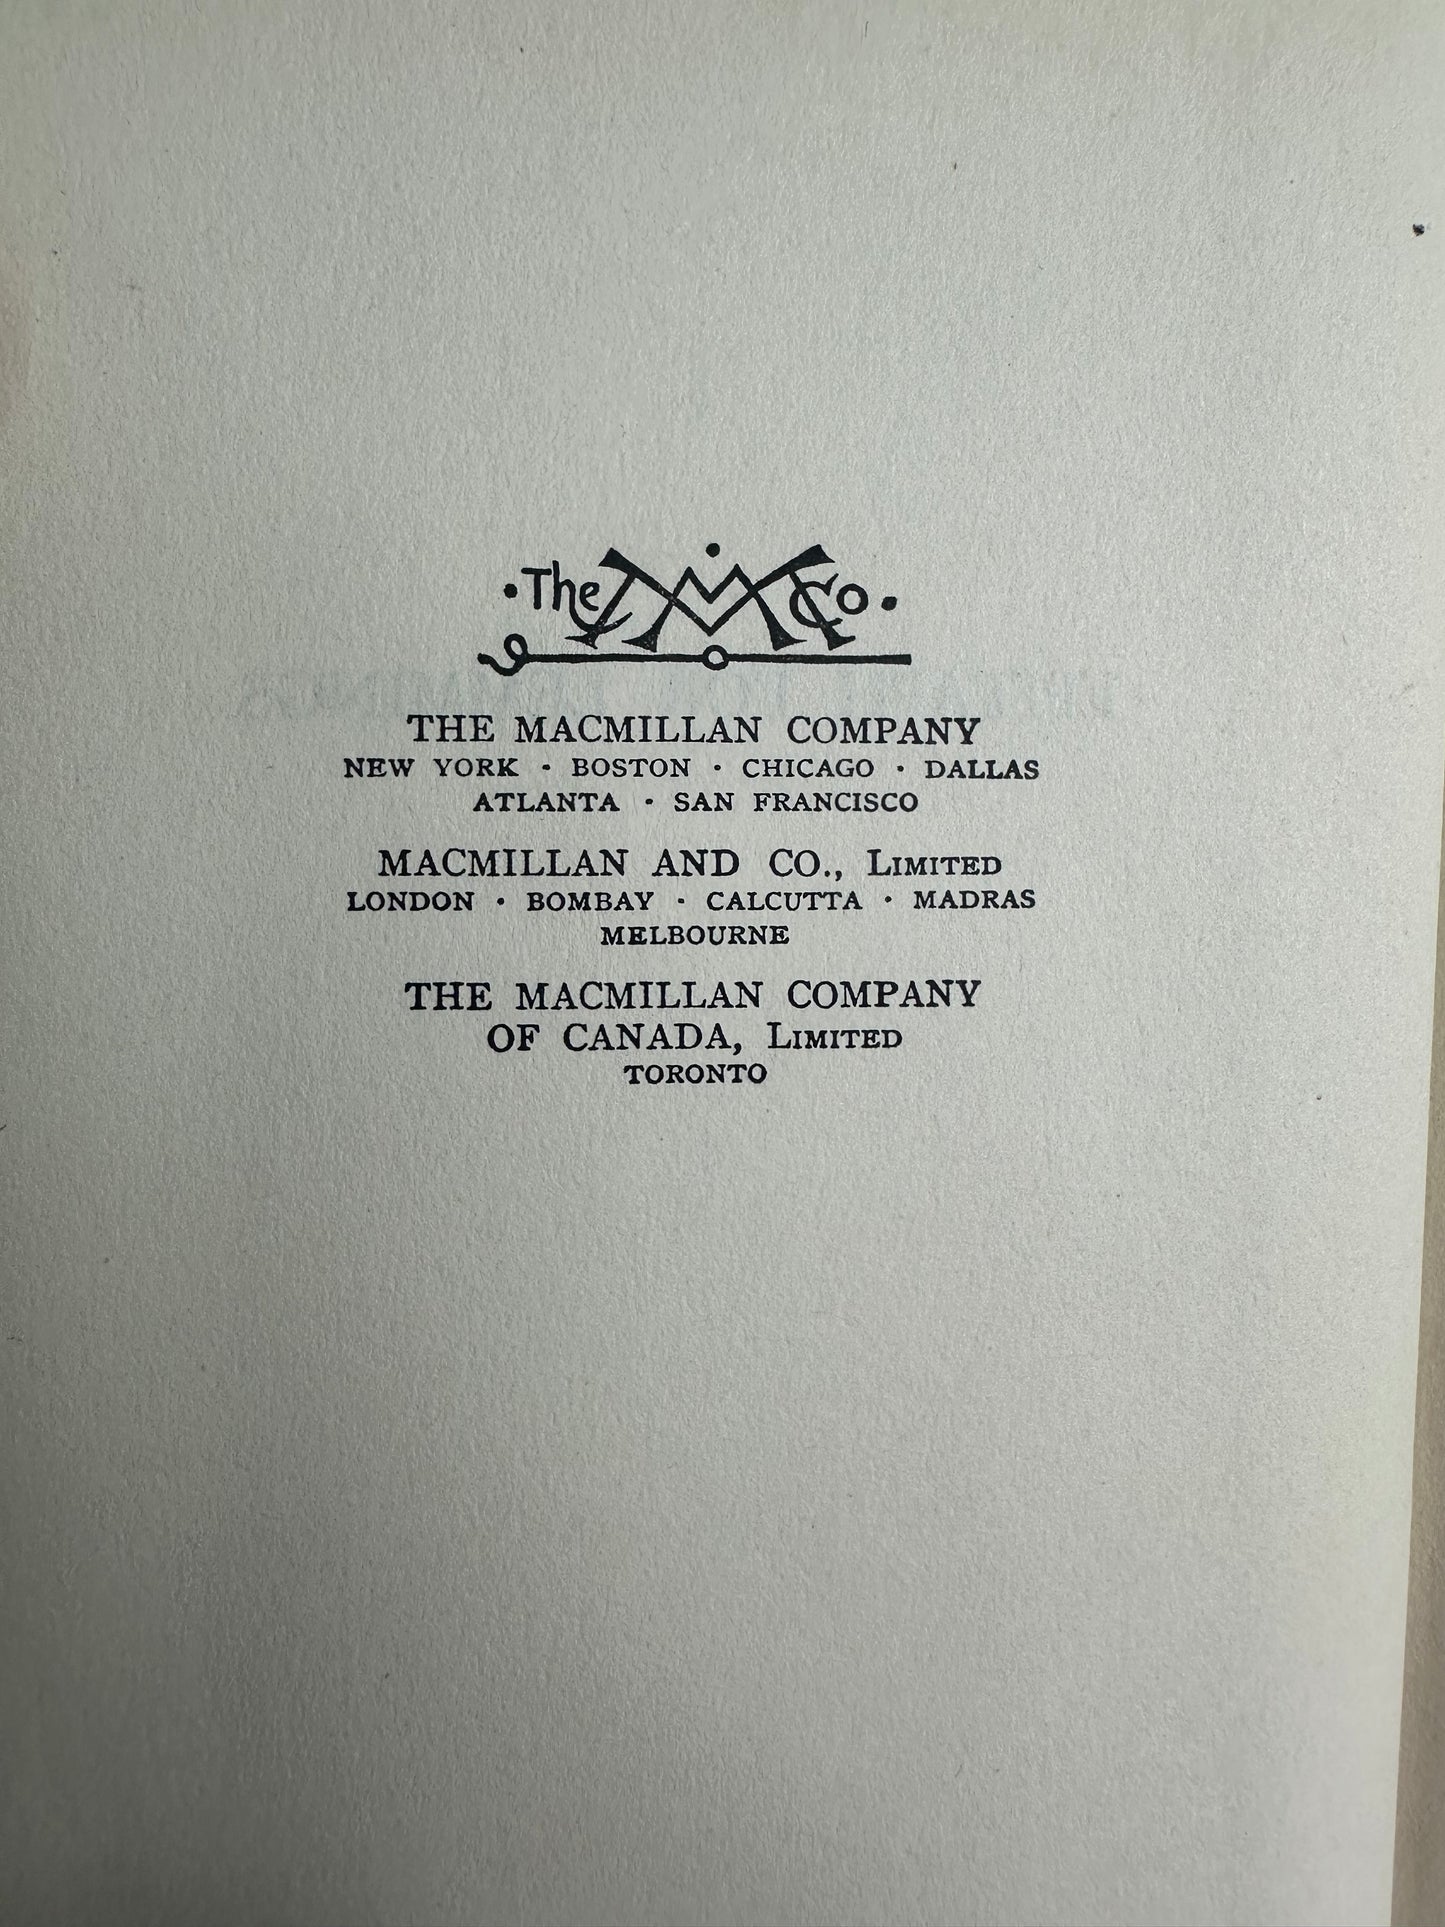 · The M Co ·
THE MACMILLAN COMPANY
NEW YORK · BOSTON · CHICAGO · DALLAS
ATLANTA · SAN FRANCISCO
MACMILLAN AND CO., LIMITED
LONDON · BOMBAY · CALCUTTA · MADRAS
MELBOURNE
THE MACMILLAN COMPANY
OF CANADA, LIMITED
TORONTO